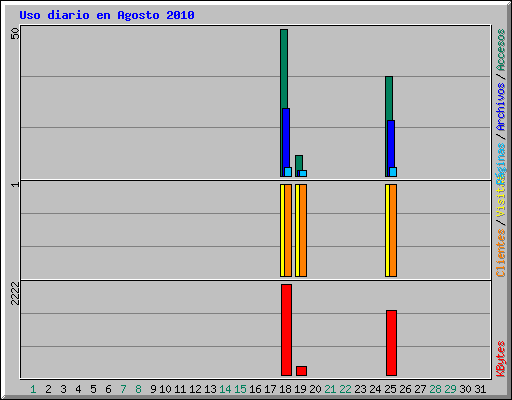 Uso diario en Agosto 2010
50
1
2222
Páginas / Archivos / Accesos
Clientes / Visitas
KBytes
1 2 3 4 5 6 7 8 9 10 11 12 13 14 15 16 17 18 19 20 21 22 23 24 25 26 27 28 29 30 31